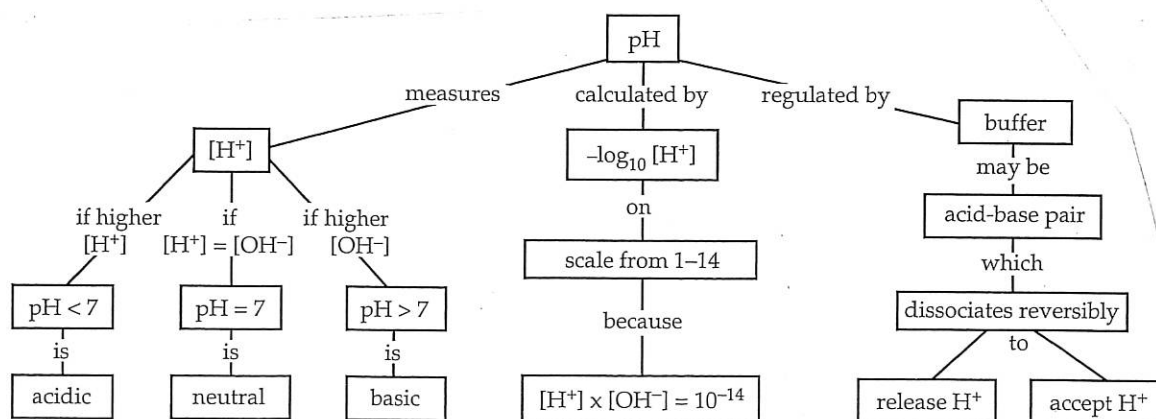 pH
measures
calculated by
regulated by
[H⁺]
–log₁₀ [H⁺]
buffer
may be
if higher
[H⁺]
if
[H⁺] = [OH⁻]
if higher
[OH⁻]
on
acid-base pair
scale from 1–14
which
pH < 7
pH = 7
pH > 7
because
dissociates reversibly
is
is
is
to
acidic
neutral
basic
[H⁺] x [OH⁻] = 10⁻¹⁴
release H⁺
accept H⁺